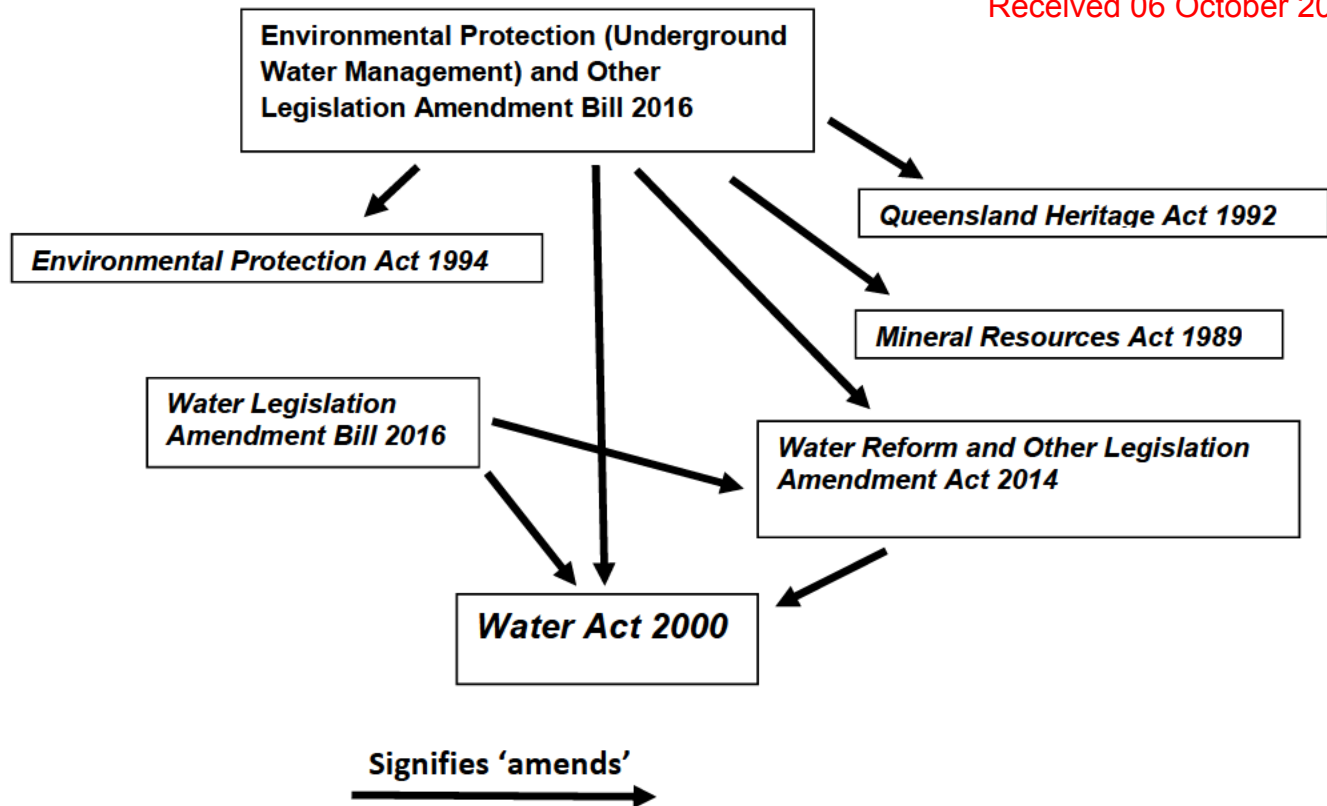 Received 06 October 20
Environmental Protection (Underground
Water Management) and Other
Legislation Amendment Bill 2016
Queensland Heritage Act 1992
Environmental Protection Act 1994
Mineral Resources Act 1989
Water Legislation
Amendment Bill 2016
Water Reform and Other Legislation
Amendment Act 2014
Water Act 2000
Signifies ‘amends’